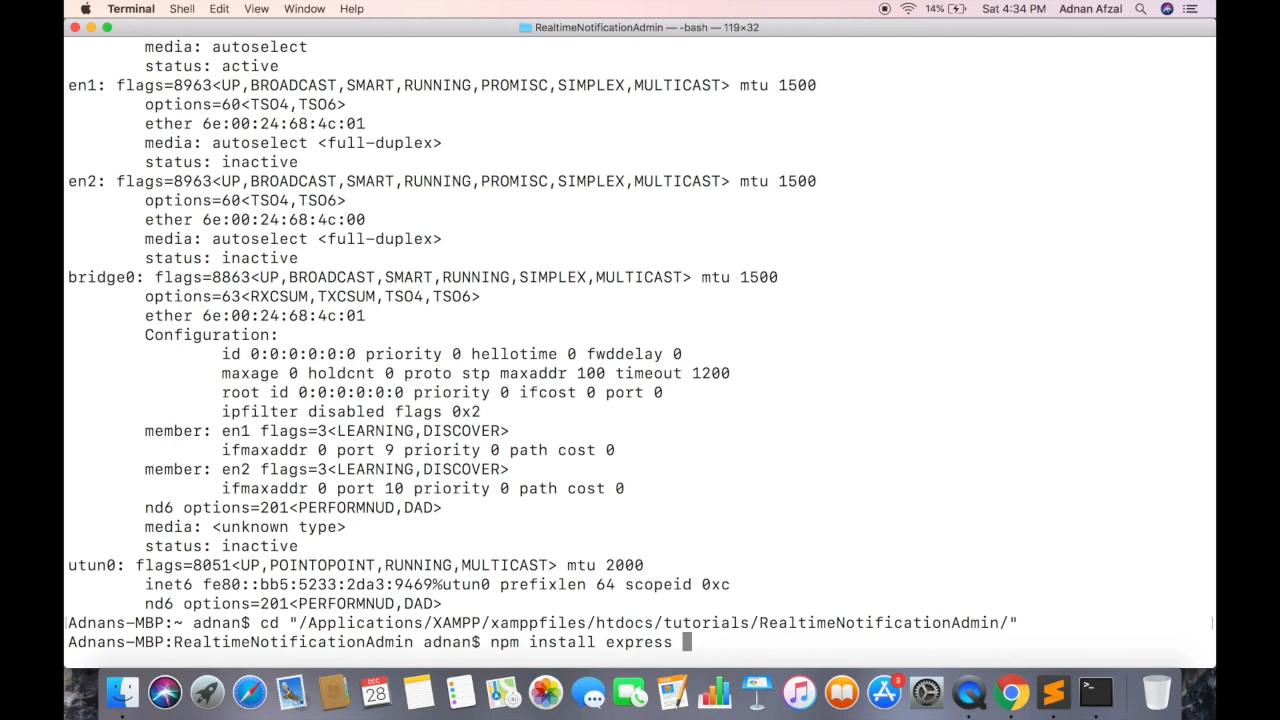 Terminal Shell Edit View Window Help 14% Sat 4:34 PM Adnan Afzal
RealtimeNotificationAdmin — -bash — 119×32
media: autoselect
status: active
en1: flags=8963<UP,BROADCAST,SMART,RUNNING,PROMISC,SIMPLEX,MULTICAST> mtu 1500
options=60<TSO4,TSO6>
ether 6e:00:24:68:4c:01
media: autoselect <full-duplex>
status: inactive
en2: flags=8963<UP,BROADCAST,SMART,RUNNING,PROMISC,SIMPLEX,MULTICAST> mtu 1500
options=60<TSO4,TSO6>
ether 6e:00:24:68:4c:00
media: autoselect <full-duplex>
status: inactive
bridge0: flags=8863<UP,BROADCAST,SMART,RUNNING,SIMPLEX,MULTICAST> mtu 1500
options=63<RXCSUM,TXCSUM,TSO4,TSO6>
ether 6e:00:24:68:4c:01
Configuration:
id 0:0:0:0:0:0 priority 0 hellotime 0 fwddelay 0
maxage 0 holdcnt 0 proto stp maxaddr 100 timeout 1200
root id 0:0:0:0:0:0 priority 0 ifcost 0 port 0
ipfilter disabled flags 0x2
member: en1 flags=3<LEARNING,DISCOVER>
ifmaxaddr 0 port 9 priority 0 path cost 0
member: en2 flags=3<LEARNING,DISCOVER>
ifmaxaddr 0 port 10 priority 0 path cost 0
nd6 options=201<PERFORMNUD,DAD>
media: <unknown type>
status: inactive
utun0: flags=8051<UP,POINTOPOINT,RUNNING,MULTICAST> mtu 2000
inet6 fe80::bb5:5233:2da3:9469%utun0 prefixlen 64 scopeid 0xc
nd6 options=201<PERFORMNUD,DAD>
Adnans-MBP:~ adnan$ cd "/Applications/XAMPP/xamppfiles/htdocs/tutorials/RealtimeNotificationAdmin/"
Adnans-MBP:RealtimeNotificationAdmin adnan$ npm install express
DEC
28
3
>_